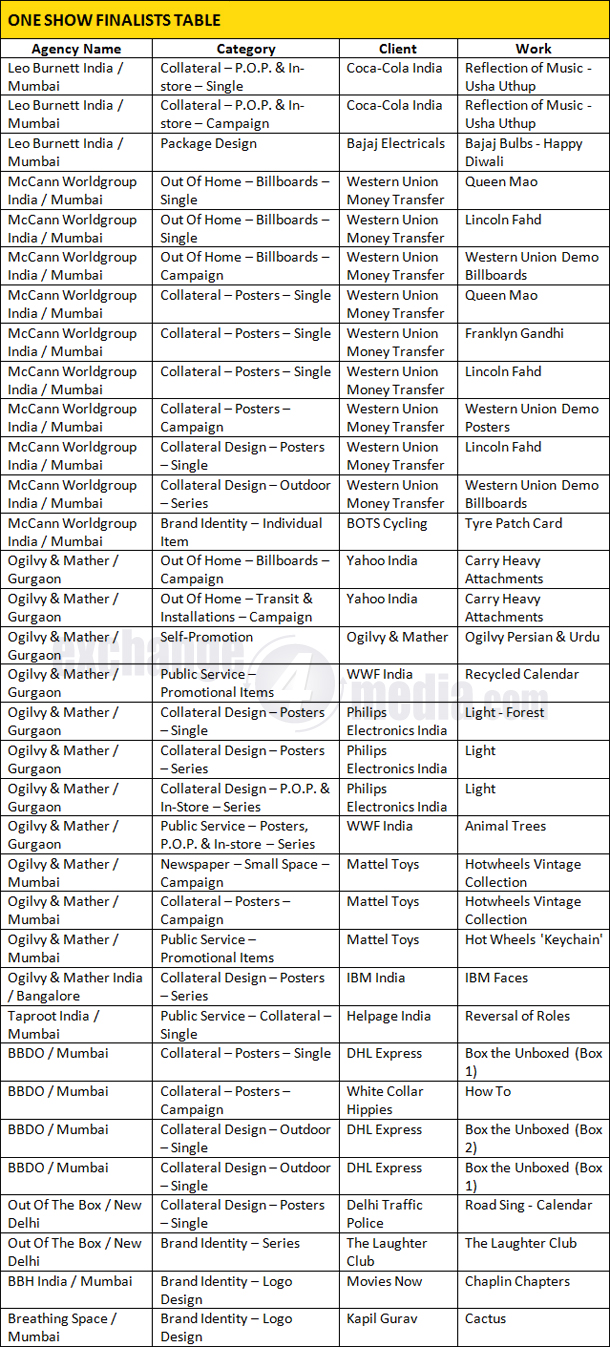 ONE SHOW FINALISTS TABLE
Agency Name Category Client Work
Leo Burnett India / Collateral – P.O.P. & In- Coca-Cola India Reflection of Music -
Mumbai store – Single Usha Uthup
Leo Burnett India / Collateral – P.O.P. & In- Coca-Cola India Reflection of Music -
Mumbai store – Campaign Usha Uthup
Leo Burnett India / Package Design Bajaj Electricals Bajaj Bulbs - Happy
Mumbai Diwali
McCann Worldgroup Out Of Home – Billboards – Western Union Queen Mao
India / Mumbai Single Money Transfer
McCann Worldgroup Out Of Home – Billboards – Western Union Lincoln Fahd
India / Mumbai Single Money Transfer
McCann Worldgroup Out Of Home – Billboards – Western Union Western Union Demo
India / Mumbai Campaign Money Transfer Billboards
McCann Worldgroup Collateral – Posters – Single Western Union Queen Mao
India / Mumbai Money Transfer
McCann Worldgroup Collateral – Posters – Single Western Union Franklyn Gandhi
India / Mumbai Money Transfer
McCann Worldgroup Collateral – Posters – Single Western Union Lincoln Fahd
India / Mumbai Money Transfer
McCann Worldgroup Collateral – Posters – Western Union Western Union Demo
India / Mumbai Campaign Money Transfer Posters
McCann Worldgroup Collateral Design – Posters Western Union Lincoln Fahd
India / Mumbai – Single Money Transfer
McCann Worldgroup Collateral Design – Outdoor Western Union Western Union Demo
India / Mumbai – Series Money Transfer Billboards
McCann Worldgroup Brand Identity – Individual BOTS Cycling Tyre Patch Card
India / Mumbai Item
Ogilvy & Mather / Out Of Home – Billboards – Yahoo India Carry Heavy
Gurgaon Campaign Attachments
Ogilvy & Mather / Out Of Home – Transit & Yahoo India Carry Heavy
Gurgaon Installations – Campaign Attachments
Ogilvy & Mather / Self-Promotion Ogilvy & Mather Ogilvy Persian & Urdu
Gurgaon
exchange4media.com
Ogilvy & Mather / Public Service – WWF India Recycled Calendar
Gurgaon Promotional Items
Ogilvy & Mather / Collateral Design – Posters Philips Light - Forest
Gurgaon – Single Electronics India
Ogilvy & Mather / Collateral Design – Posters Philips Light
Gurgaon – Series Electronics India
Ogilvy & Mather / Collateral Design – P.O.P. & Philips Light
Gurgaon In-Store – Series Electronics India
Ogilvy & Mather / Public Service – Posters, WWF India Animal Trees
Gurgaon P.O.P. & In-store – Series
Ogilvy & Mather / Newspaper – Small Space – Mattel Toys Hotwheels Vintage
Mumbai Campaign Collection
Ogilvy & Mather / Collateral – Posters – Mattel Toys Hotwheels Vintage
Mumbai Campaign Collection
Ogilvy & Mather / Public Service – Mattel Toys Hot Wheels 'Keychain'
Mumbai Promotional Items
Ogilvy & Mather India Collateral Design – Posters IBM India IBM Faces
/ Bangalore – Series
Taproot India / Public Service – Collateral – Helpage India Reversal of Roles
Mumbai Single
BBDO / Mumbai Collateral – Posters – Single DHL Express Box the Unboxed (Box
1)
BBDO / Mumbai Collateral – Posters – White Collar How To
Campaign Hippies
BBDO / Mumbai Collateral Design – Outdoor DHL Express Box the Unboxed (Box
– Single 2)
BBDO / Mumbai Collateral Design – Outdoor DHL Express Box the Unboxed (Box
– Single 1)
Out Of The Box / New Collateral Design – Posters Delhi Traffic Road Sing - Calendar
Delhi – Single Police
Out Of The Box / New Brand Identity – Series The Laughter The Laughter Club
Delhi Club
BBH India / Mumbai Brand Identity – Logo Movies Now Chaplin Chapters
Design
Breathing Space / Brand Identity – Logo Kapil Gurav Cactus
Mumbai Design